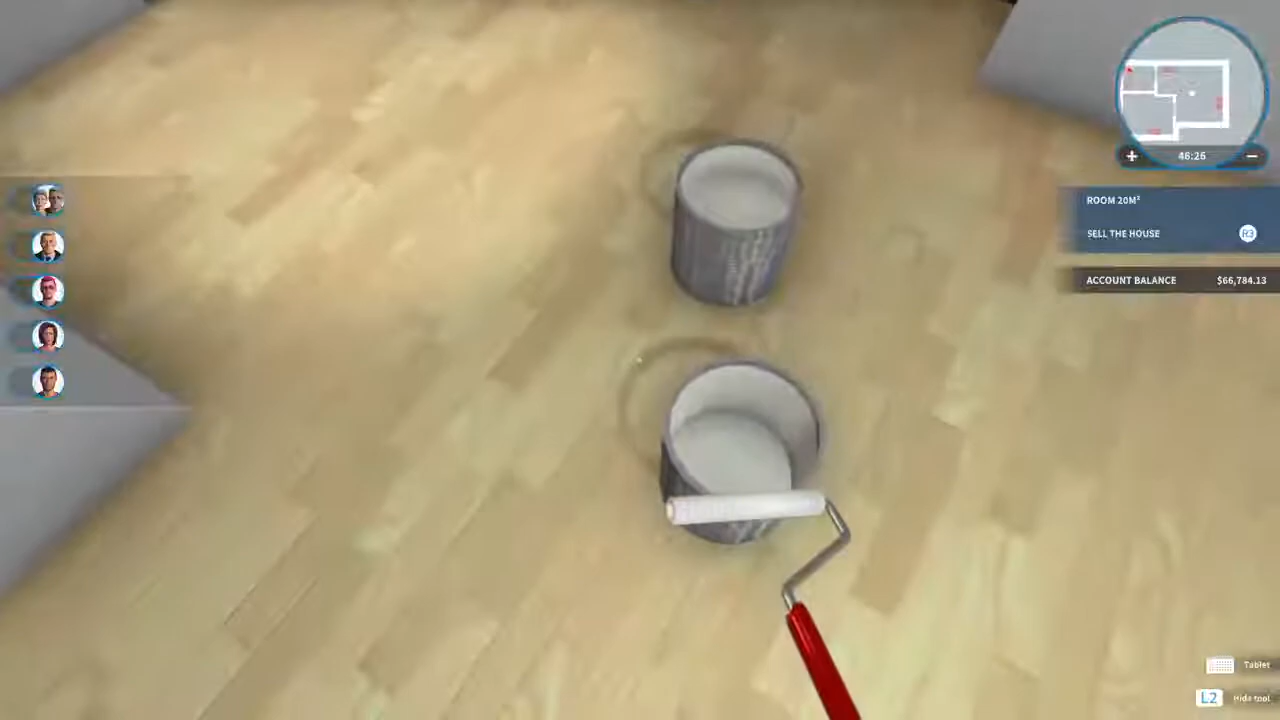 46:26
ROOM 20M²
SELL THE HOUSE R3
ACCOUNT BALANCE $66,784.13
Tablet
L2 Hide tool